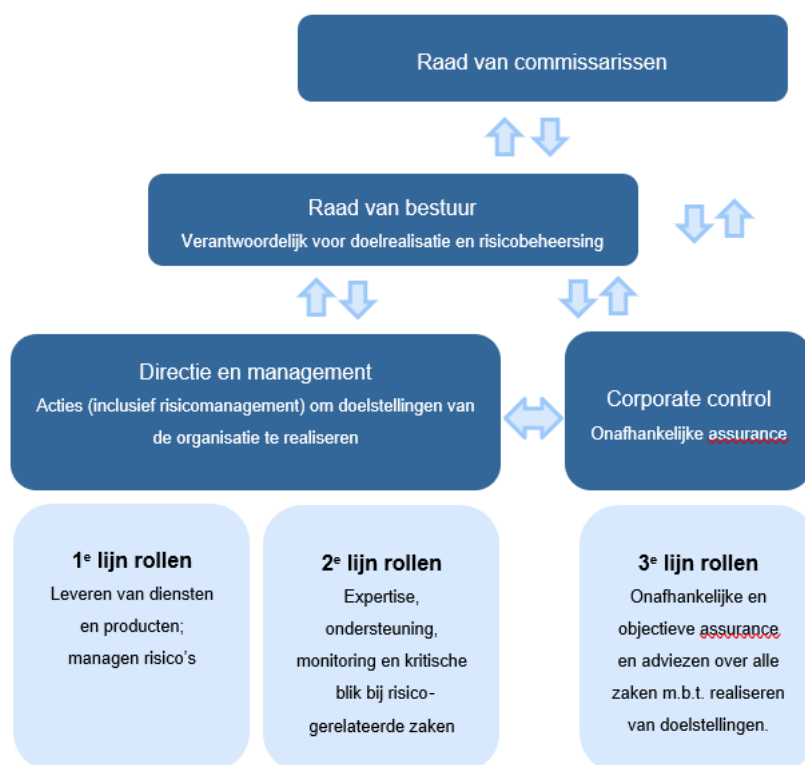 Raad van commissarissen
Raad van bestuur
Verantwoordelijk voor doelrealisatie en risicobeheersing
Directie en management
Acties (inclusief risicomanagement) om doelstellingen van
de organisatie te realiseren
Corporate control
Onafhankelijke assurance
1e lijn rollen
Leveren van diensten
en producten;
managen risico's
2e lijn rollen
Expertise,
ondersteuning,
monitoring en kritische
blik bij risico-
gerelateerde zaken
3e lijn rollen
Onafhankelijke en
objectieve assurance
en adviezen over alle
zaken m.b.t. realiseren
van doelstellingen.